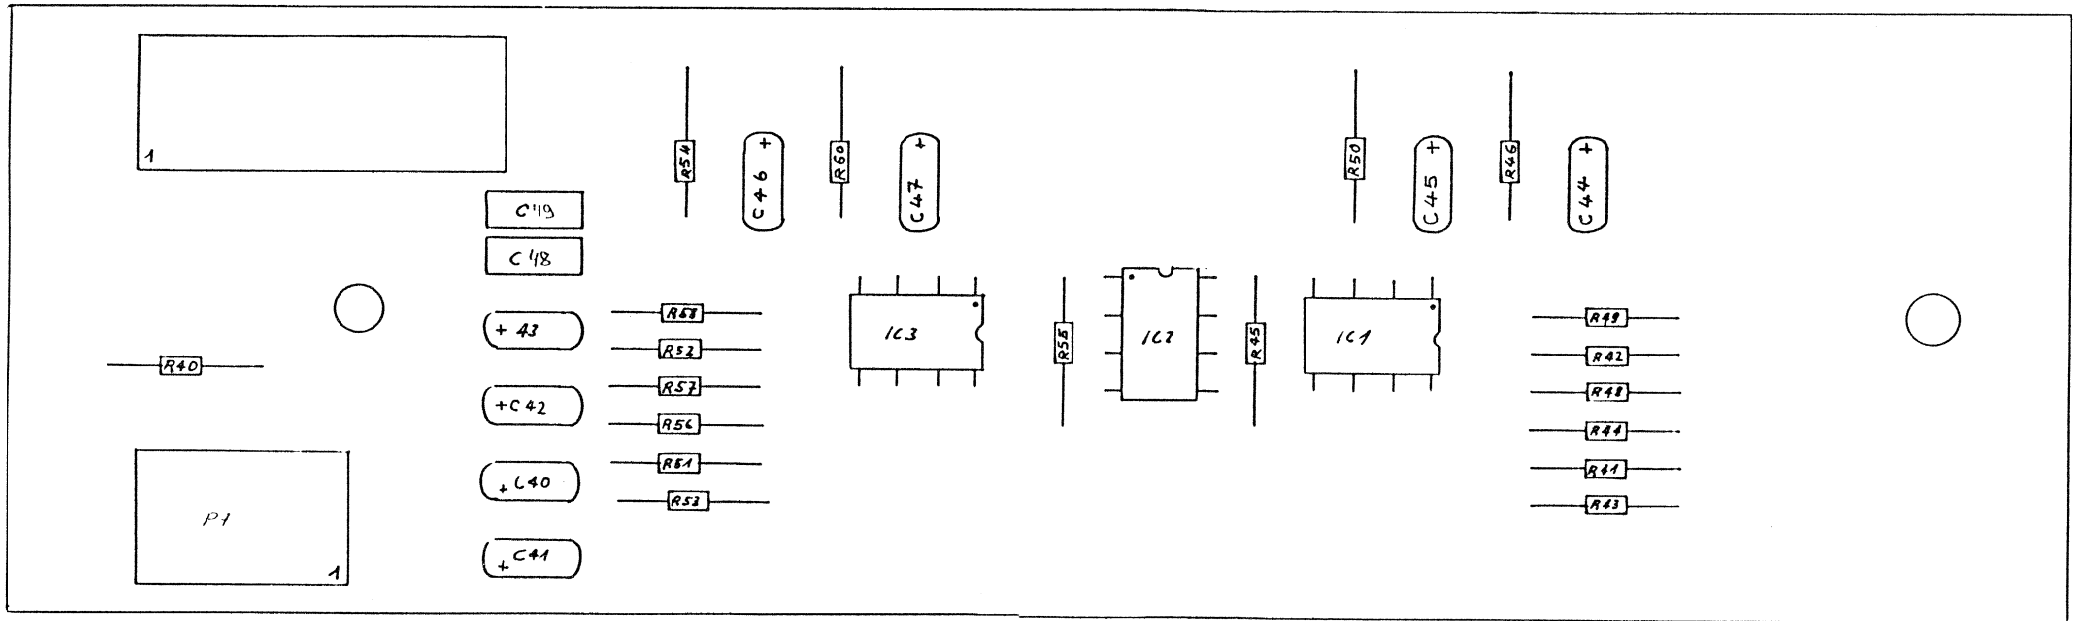 1
R54
C46 +
R60
C47 +
R50
C45 +
R46
C44 +
C49
C48
+ 43
+C42
+ C40
+ C41
R40
P1
1
R58
R52
R57
R56
R51
R53
IC3
R55
IC2
R45
IC1
R49
R42
R48
R44
R41
R43